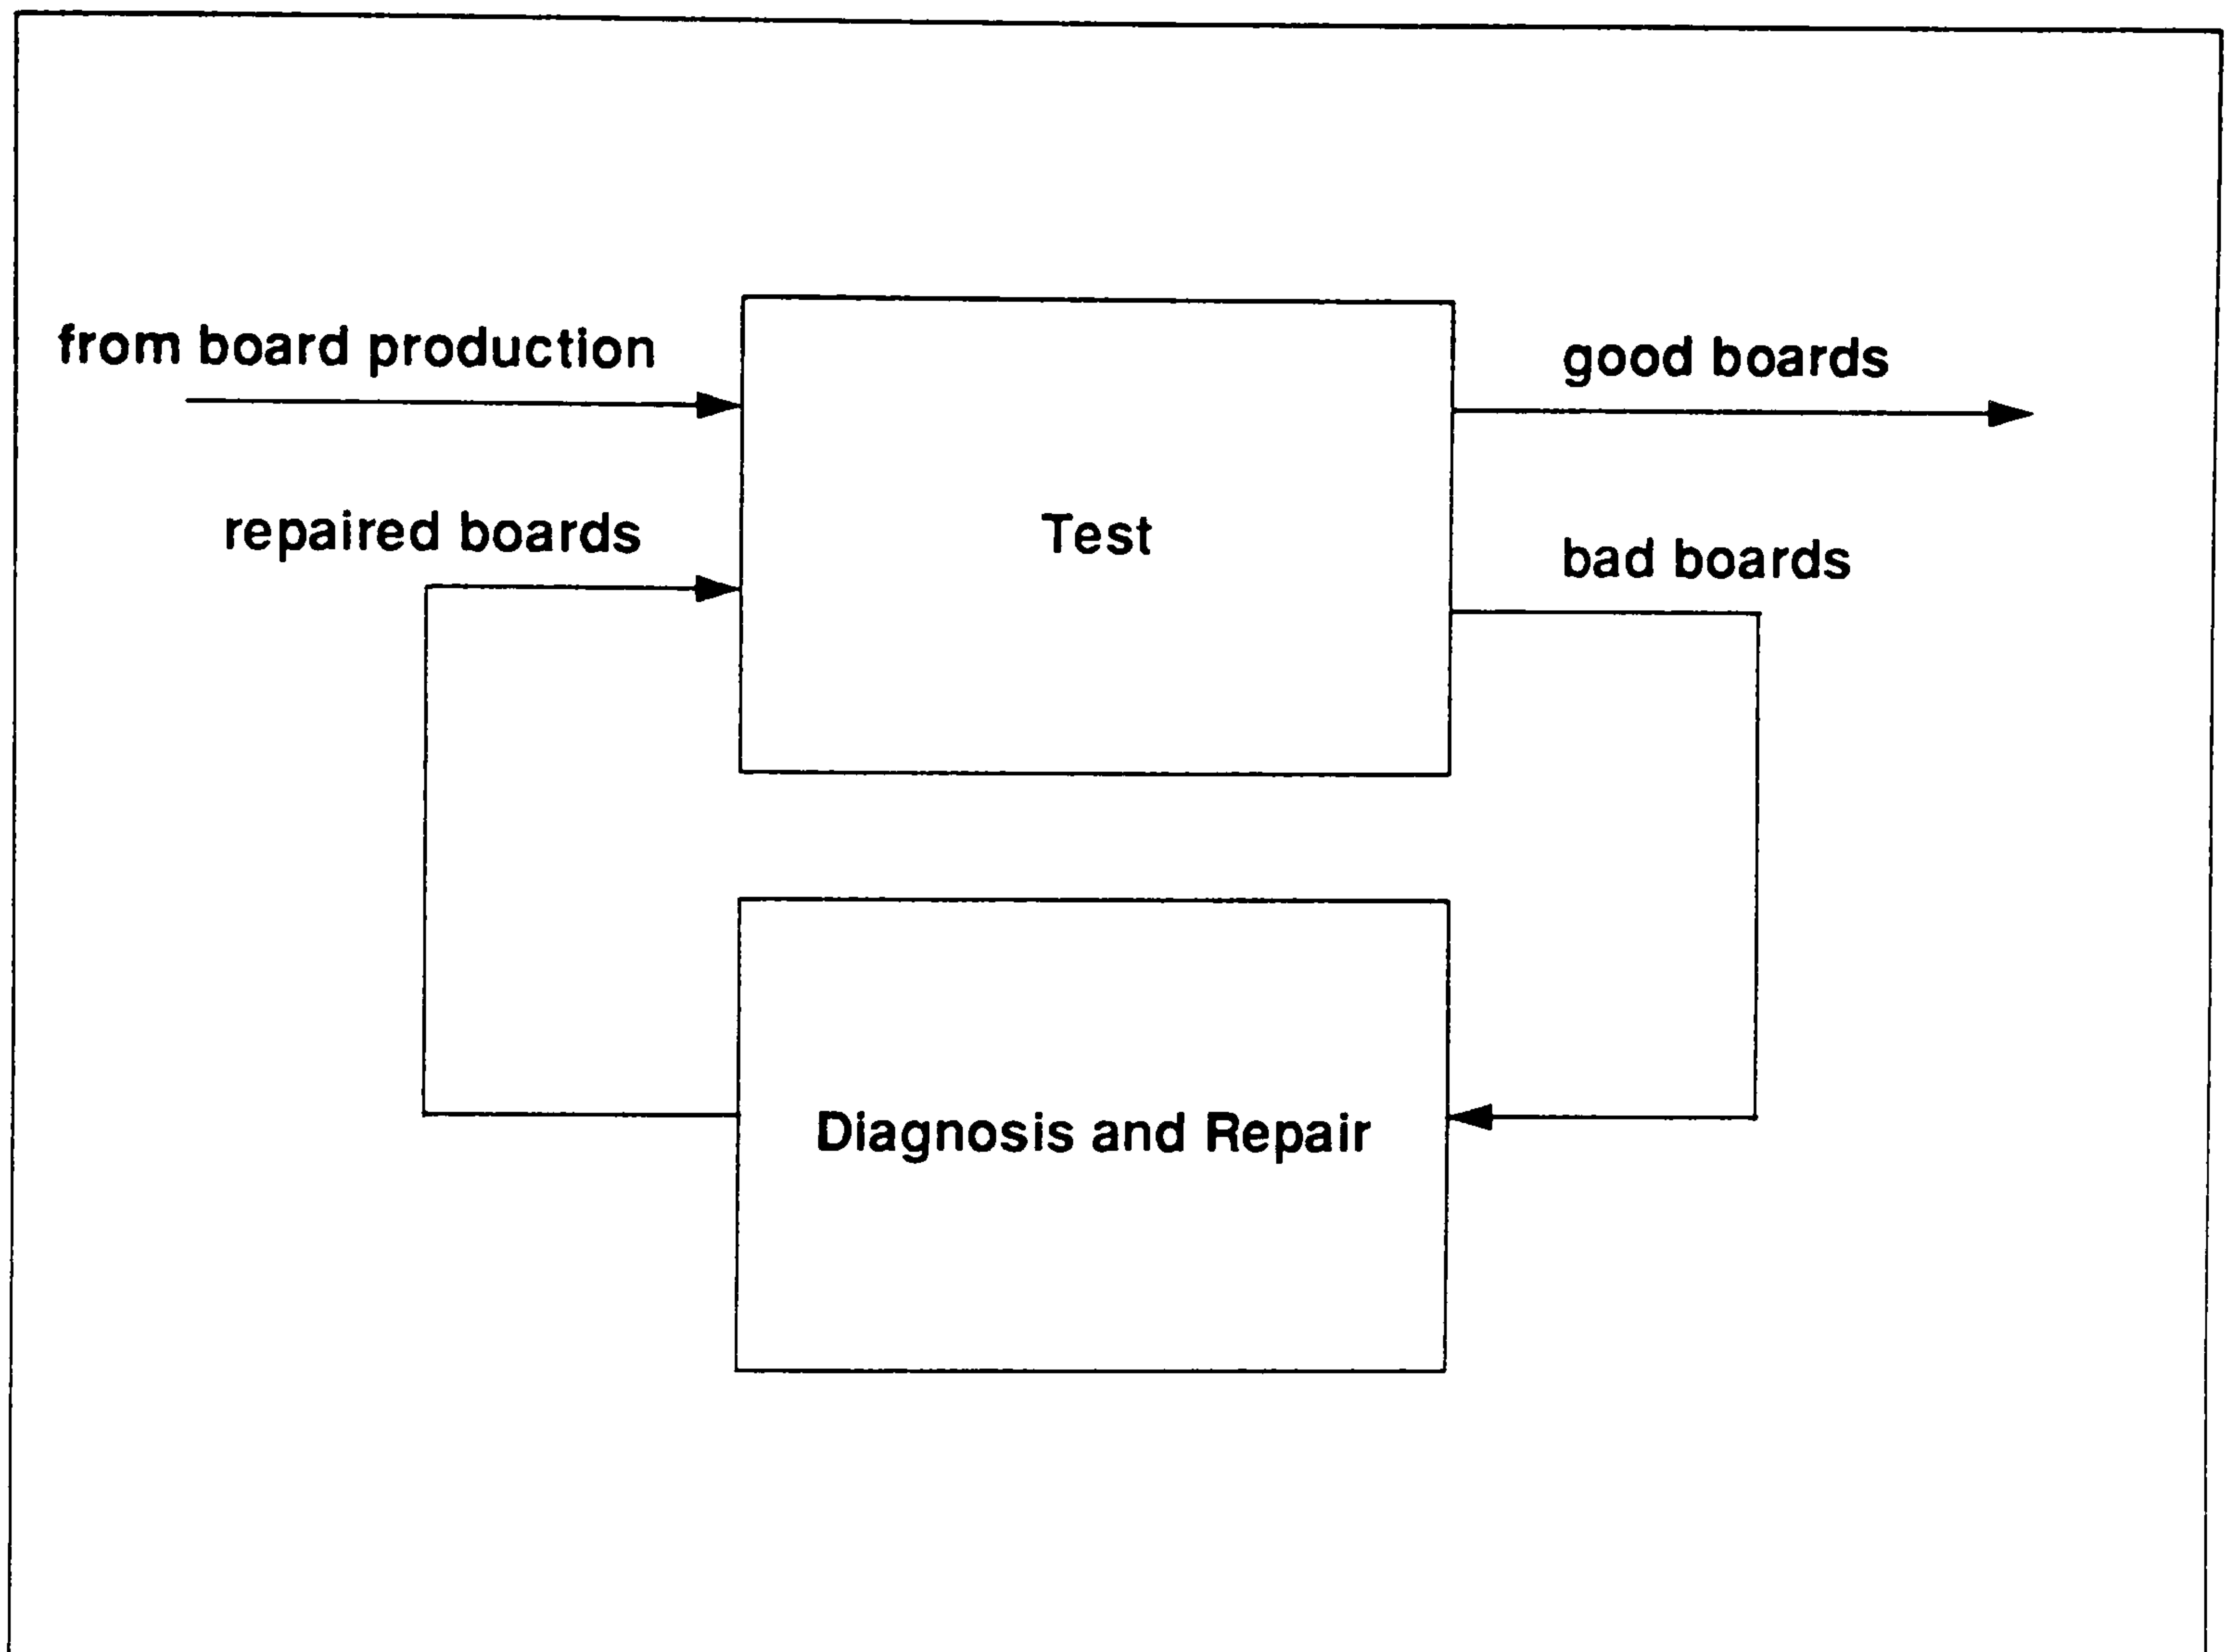 from board production
good boards
repaired boards
Test
bad boards
Diagnosis and Repair